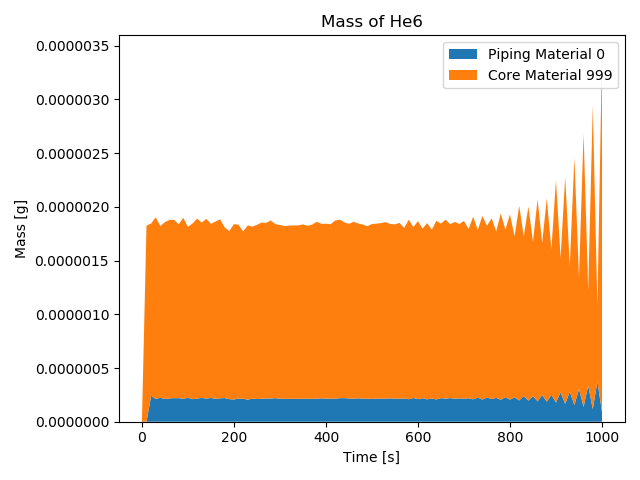 Mass of He6
0.0000035
0.0000030
0.0000025
0.0000020
0.0000015
0.0000010
0.0000005
0.0000000
Mass [g]
Piping Material 0
Core Material 999
0 200 400 600 800 1000
Time [s]